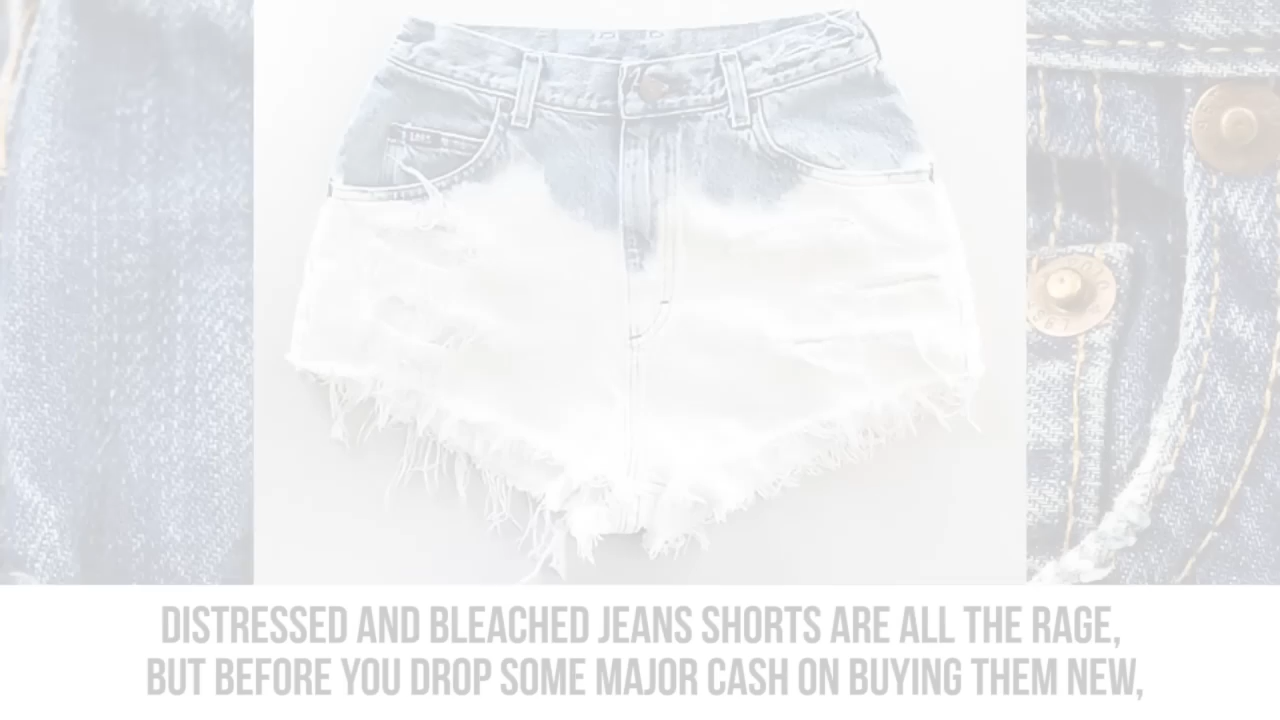 DISTRESSED AND BLEACHED JEANS SHORTS ARE ALL THE RAGE,
BUT BEFORE YOU DROP SOME MAJOR CASH ON BUYING THEM NEW,